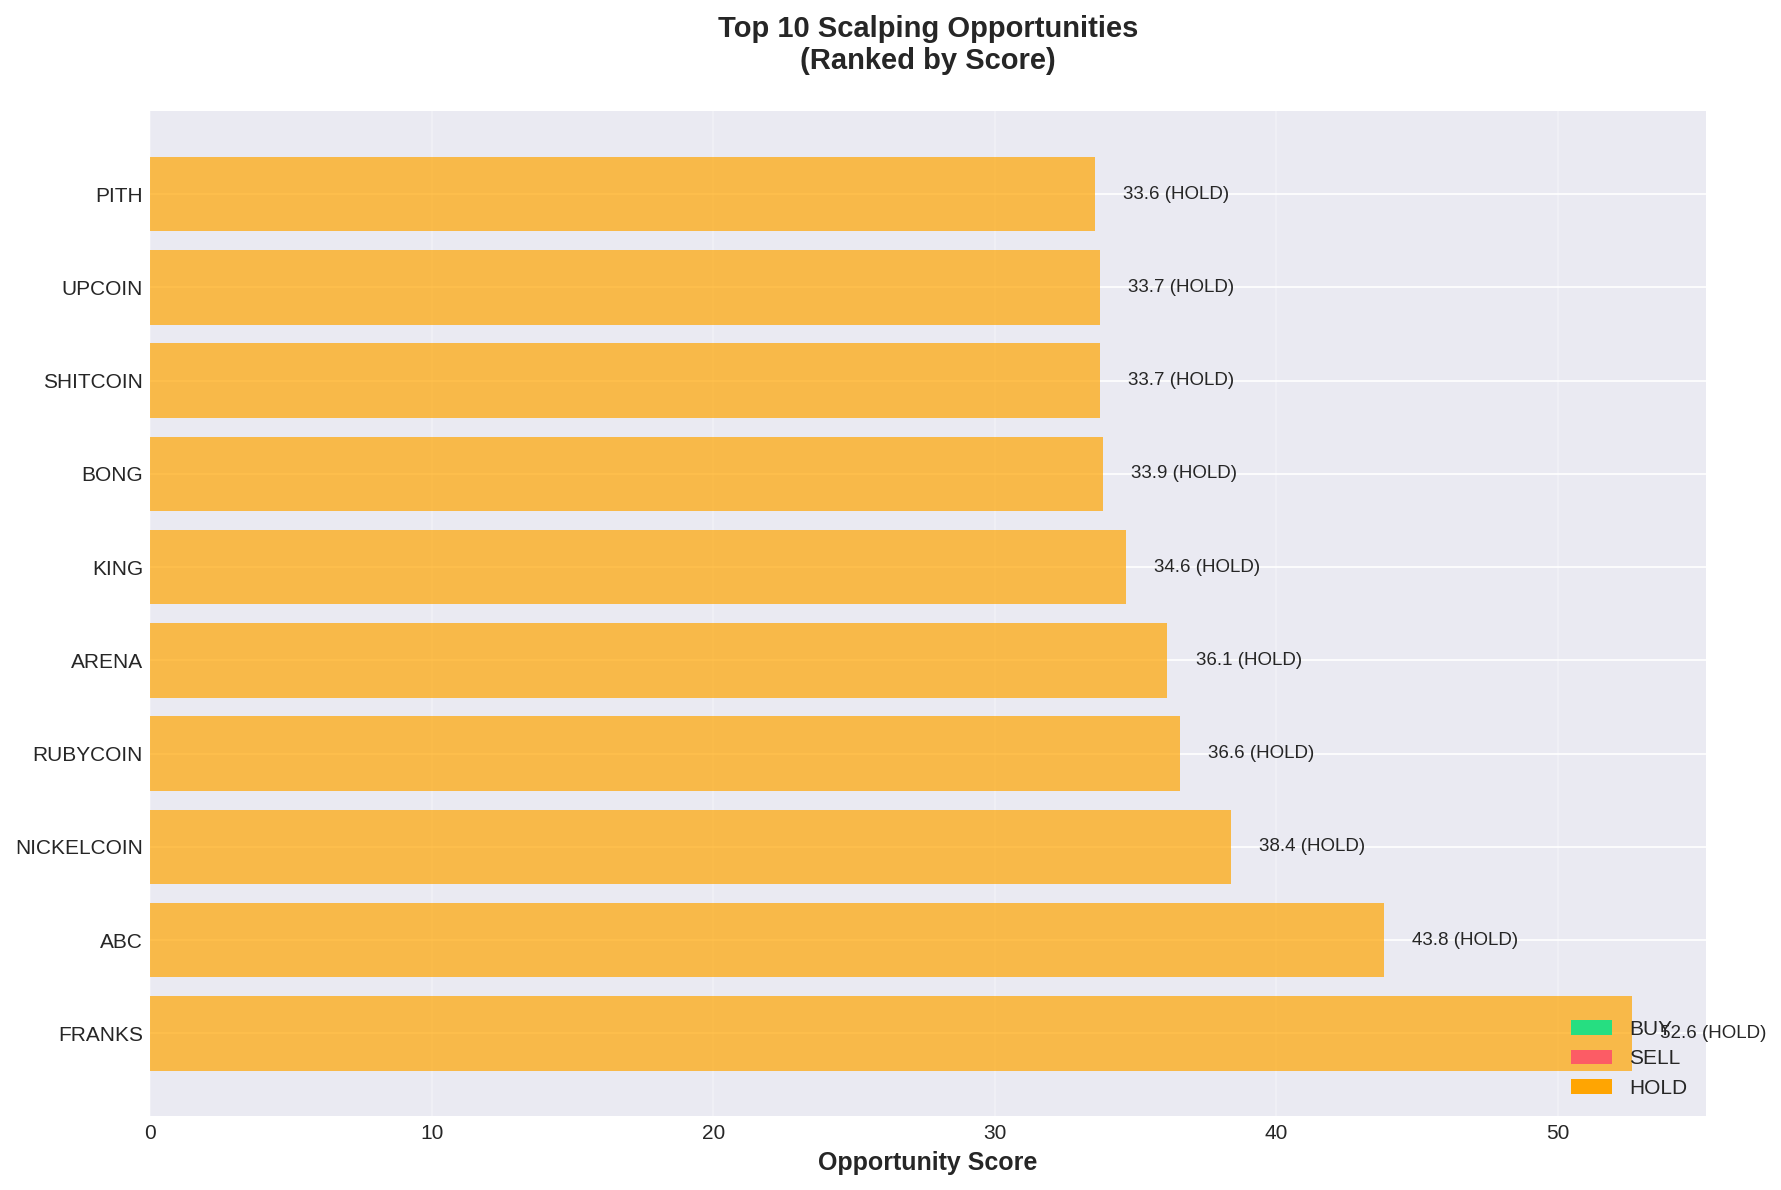 Top 10 Scalping Opportunities
(Ranked by Score)
PITH
33.6 (HOLD)
UPCOIN
33.7 (HOLD)
SHITCOIN
33.7 (HOLD)
BONG
33.9 (HOLD)
KING
34.6 (HOLD)
ARENA
36.1 (HOLD)
RUBYCOIN
36.6 (HOLD)
NICKELCOIN
38.4 (HOLD)
ABC
43.8 (HOLD)
FRANKS
52.6 (HOLD)
BUY
SELL
HOLD
0 10 20 30 40 50
Opportunity Score